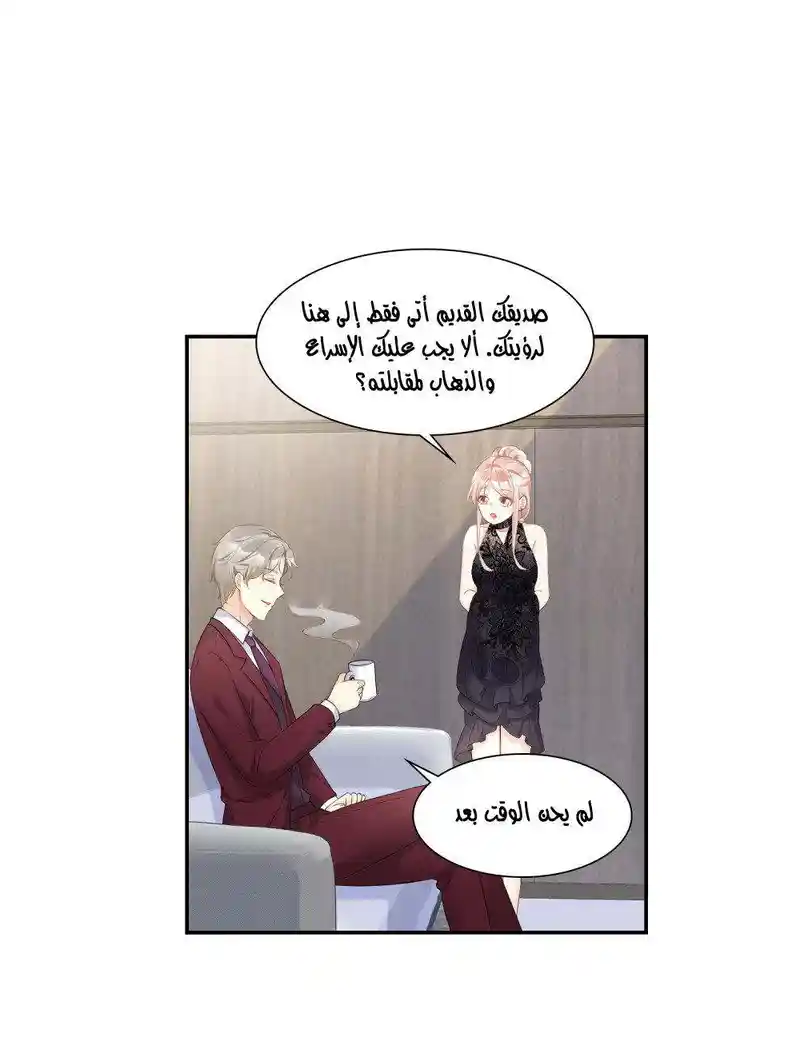 صديقك القديم أتى فقط إلى هنا
لرؤيتك. ألا يجب عليك الإسراع
والذهاب لمقابلته؟
لم يحن الوقت بعد